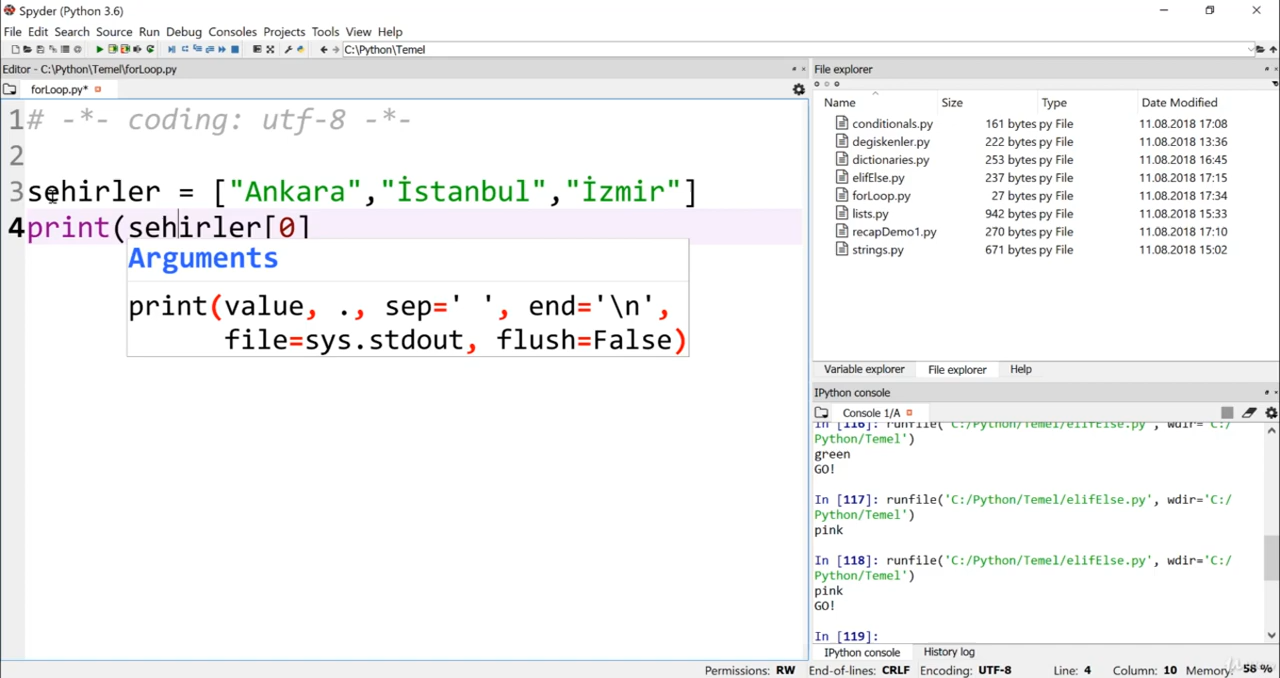 Spyder (Python 3.6)
File Edit Search Source Run Debug Consoles Projects Tools View Help
C:\Python\Temel
Editor - C:\Python\Temel\forLoop.py
forLoop.py*
1 # -*- coding: utf-8 -*-
2
3 sehirler = ["Ankara","İstanbul","İzmir"]
4 print(sehirler[0]
Arguments
print(value, ., sep=' ', end='\n',
file=sys.stdout, flush=False)
File explorer
Name Size Type Date Modified
conditionals.py 161 bytes py File 11.08.2018 17:08
degiskenler.py 222 bytes py File 11.08.2018 13:36
dictionaries.py 253 bytes py File 11.08.2018 16:45
elifElse.py 237 bytes py File 11.08.2018 17:15
forLoop.py 27 bytes py File 11.08.2018 17:34
lists.py 942 bytes py File 11.08.2018 15:33
recapDemo1.py 270 bytes py File 11.08.2018 17:10
strings.py 671 bytes py File 11.08.2018 15:02
Variable explorer File explorer Help
IPython console
Console 1/A
In [116]: runfile('C:/Python/Temel/elifElse.py', wdir='C:/
Python/Temel')
green
GO!
In [117]: runfile('C:/Python/Temel/elifElse.py', wdir='C:/
Python/Temel')
pink
In [118]: runfile('C:/Python/Temel/elifElse.py', wdir='C:/
Python/Temel')
pink
GO!
In [119]:
IPython console History log
Permissions: RW End-of-lines: CRLF Encoding: UTF-8 Line: 4 Column: 10 Memory: 58 %